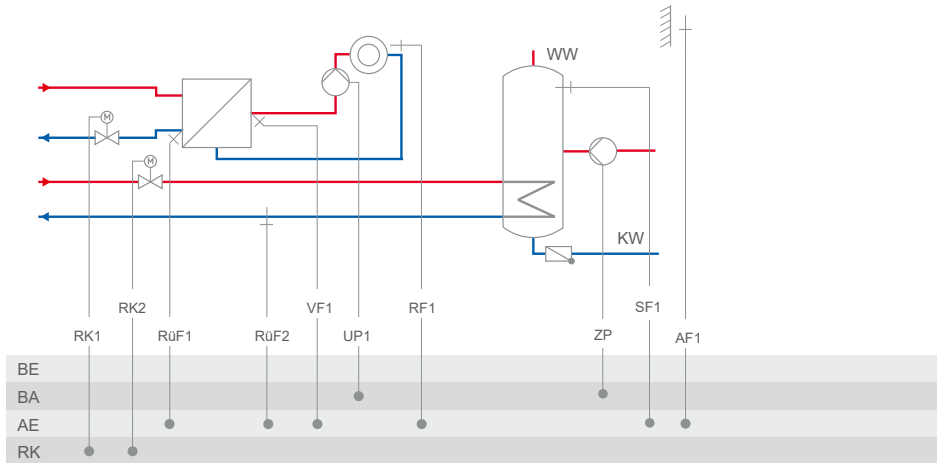 WW
M
M
KW
RK2 VF1 RF1 SF1
RK1 RüF1 RüF2 UP1 ZP AF1
BE
BA
AE
RK